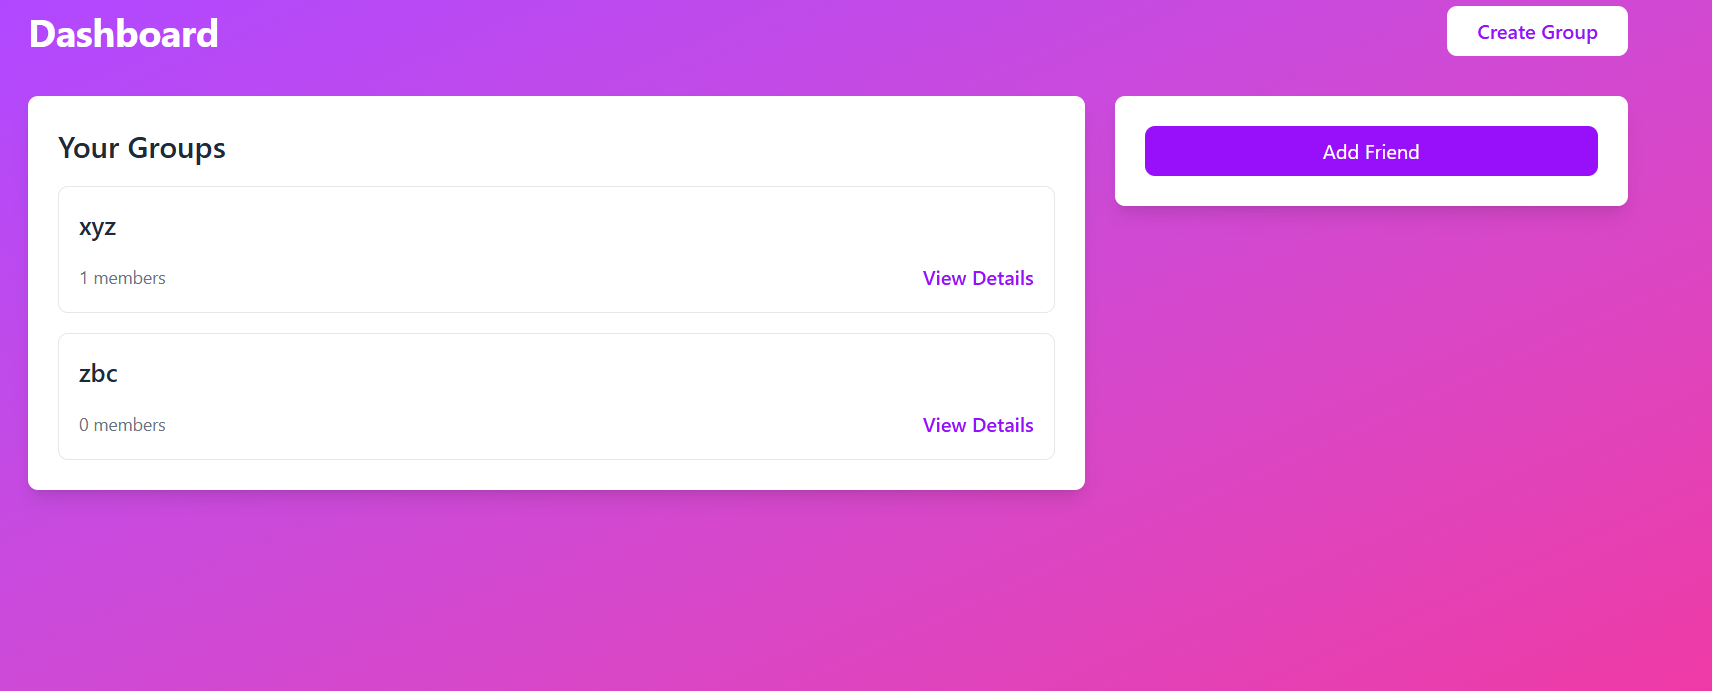 Dashboard
Create Group
Your Groups
xyz
1 members
View Details
zbc
0 members
View Details
Add Friend